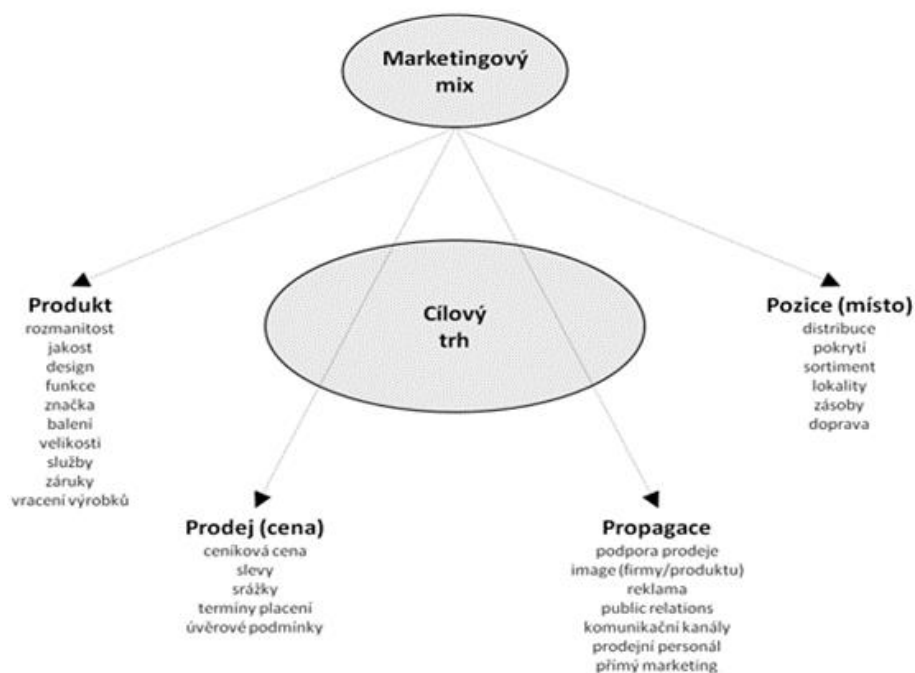 Marketingový
mix
Cílový
trh
Produkt
rozmanitost
jakost
design
funkce
značka
balení
velikosti
služby
záruky
vracení výrobků
Prodej (cena)
ceníková cena
slevy
srážky
termíny placení
úvěrové podmínky
Propagace
podpora prodeje
image (firmy/produktu)
reklama
public relations
komunikační kanály
prodejní personál
přímý marketing
Pozice (místo)
distribuce
pokrytí
sortiment
lokality
zásoby
doprava